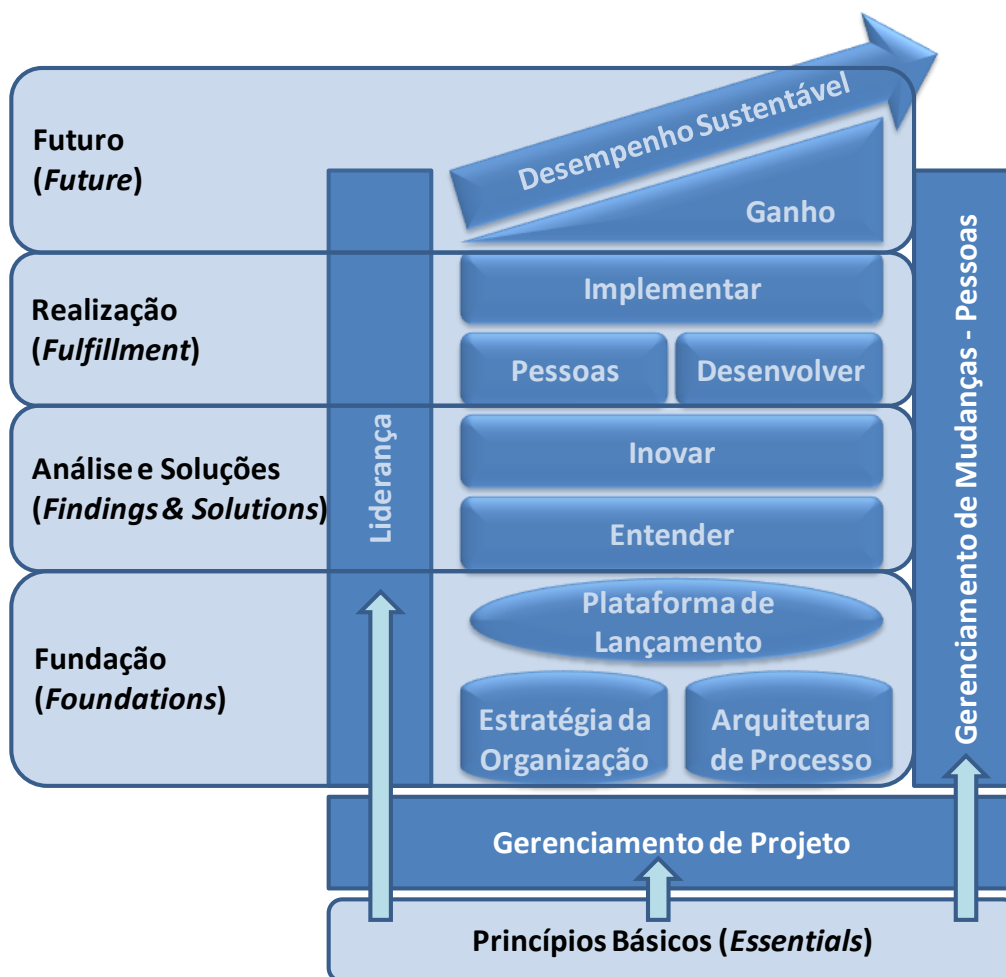 Desempenho Sustentável
Futuro
(Future)
Ganho
Realização
(Fulfillment)
Implementar
Pessoas
Desenvolver
Análise e Soluções
(Findings & Solutions)
Inovar
Entender
Liderança
Gerenciamento de Mudanças - Pessoas
Fundação
(Foundations)
Plataforma de
Lançamento
Estratégia da
Organização
Arquitetura
de Processo
Gerenciamento de Projeto
Princípios Básicos (Essentials)